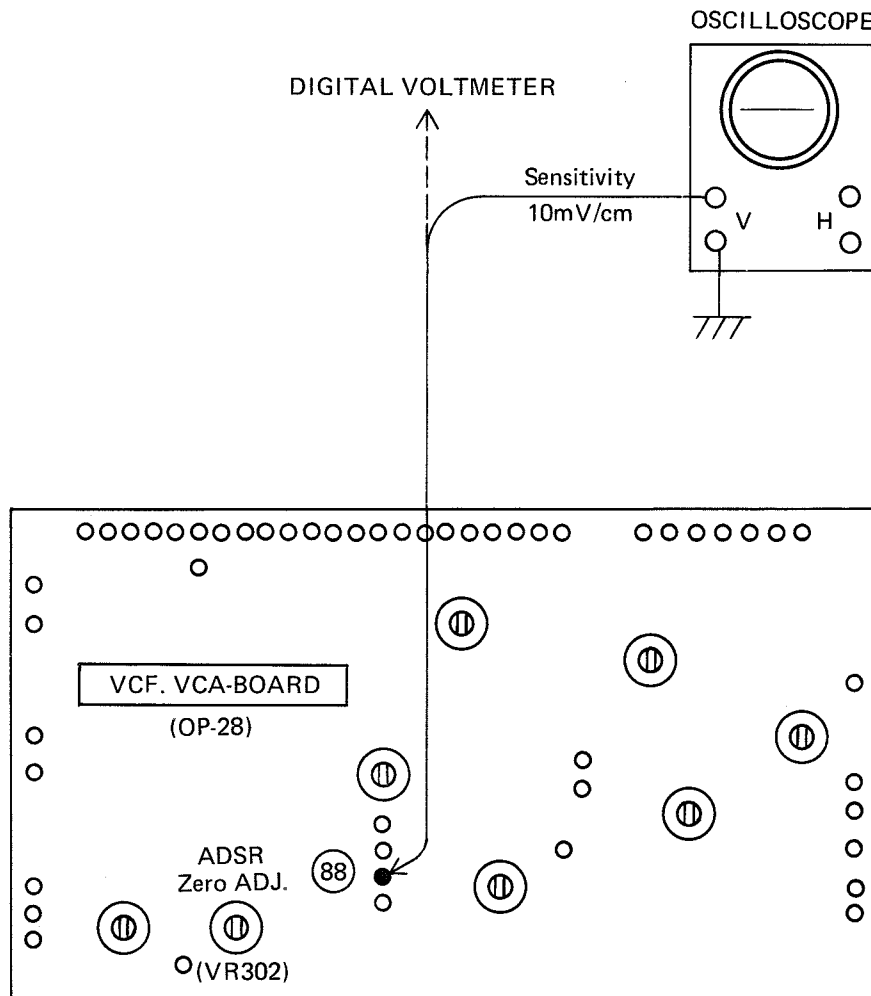 OSCILLOSCOPE
DIGITAL VOLTMETER
Sensitivity
10mV/cm
V
H
VCF. VCA-BOARD
(OP-28)
ADSR
Zero ADJ.
88
(VR302)